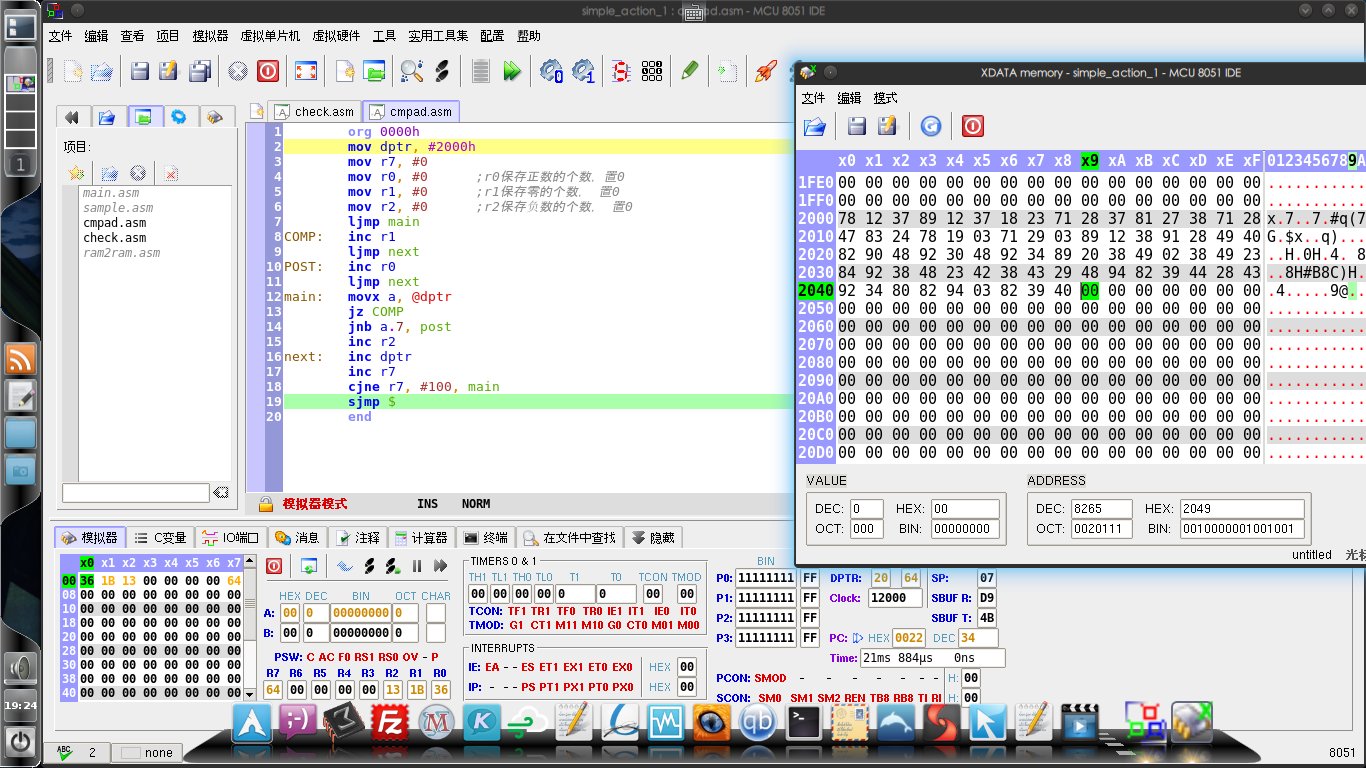 simple_action_1 : cmpad.asm - MCU 8051 IDE
文件 编辑 查看 项目 模拟器 虚拟单片机 虚拟硬件 工具 实用工具集 配置 帮助
check.asm cmpad.asm
项目:
main.asm
sample.asm
cmpad.asm
check.asm
ram2ram.asm
1 org 0000h
2 mov dptr, #2000h
3 mov r7, #0
4 mov r0, #0 ;r0保存正数的个数，置0
5 mov r1, #0 ;r1保存零的个数， 置0
6 mov r2, #0 ;r2保存负数的个数， 置0
7 ljmp main
8 COMP: inc r1
9 ljmp next
10 POST: inc r0
11 ljmp next
12 main: movx a, @dptr
13 jz COMP
14 jnb a.7, post
15 inc r2
16 next: inc dptr
17 inc r7
18 cjne r7, #100, main
19 sjmp $
20 end
模拟器模式 INS NORM
XDATA memory - simple_action_1 - MCU 8051 IDE
文件 编辑 模式
x0 x1 x2 x3 x4 x5 x6 x7 x8 x9 xA xB xC xD xE xF 0123456789A
1FE0 00 00 00 00 00 00 00 00 00 00 00 00 00 00 00 00 ...........
1FF0 00 00 00 00 00 00 00 00 00 00 00 00 00 00 00 00 ...........
2000 78 12 37 89 12 37 18 23 71 28 37 81 27 38 71 28 x.7..7.#q(7
2010 47 83 24 78 19 03 71 29 03 89 12 38 91 28 49 40 G.$x..q)...
2020 82 90 48 92 30 48 92 34 89 20 38 49 02 38 49 23 ..H.0H.4. 8
2030 84 92 38 48 23 42 38 43 29 48 94 82 39 44 28 43 ..8H#B8C)H.
2040 92 34 80 82 94 03 82 39 40 00 00 00 00 00 00 00 .4.....9@..
2050 00 00 00 00 00 00 00 00 00 00 00 00 00 00 00 00 ...........
2060 00 00 00 00 00 00 00 00 00 00 00 00 00 00 00 00 ...........
2070 00 00 00 00 00 00 00 00 00 00 00 00 00 00 00 00 ...........
2080 00 00 00 00 00 00 00 00 00 00 00 00 00 00 00 00 ...........
2090 00 00 00 00 00 00 00 00 00 00 00 00 00 00 00 00 ...........
20A0 00 00 00 00 00 00 00 00 00 00 00 00 00 00 00 00 ...........
20B0 00 00 00 00 00 00 00 00 00 00 00 00 00 00 00 00 ...........
20C0 00 00 00 00 00 00 00 00 00 00 00 00 00 00 00 00 ...........
20D0 00 00 00 00 00 00 00 00 00 00 00 00 00 00 00 00 ...........
VALUE ADDRESS
DEC: 0 HEX: 00 DEC: 8265 HEX: 2049
OCT: 000 BIN: 00000000 OCT: 0020111 BIN: 0010000001001001
untitled 光标
模拟器 C变量 IO端口 消息 注释 计算器 终端 在文件中查找 隐藏
x0 x1 x2 x3 x4 x5 x6 x7
00 36 1B 13 00 00 00 00 64
08 00 00 00 00 00 00 00 00
10 00 00 00 00 00 00 00 00
18 00 00 00 00 00 00 00 00
20 00 00 00 00 00 00 00 00
28 00 00 00 00 00 00 00 00
30 00 00 00 00 00 00 00 00
38 00 00 00 00 00 00 00 00
40 00 00 00 00 00 00 00 00
HEX DEC BIN OCT CHAR
A: 00 0 00000000 0
B: 00 0 00000000 0
PSW: C AC F0 RS1 RS0 OV - P
R7 R6 R5 R4 R3 R2 R1 R0
64 00 00 00 00 13 1B 36
TIMERS 0 & 1
TH1 TL1 TH0 TL0 T1 T0 TCON TMOD
00 00 00 00 0 0 00 00
TCON: TF1 TR1 TF0 TR0 IE1 IT1 IE0 IT0
TMOD: G1 CT1 M11 M10 G0 CT0 M01 M00
INTERRUPTS
IE: EA - - ES ET1 EX1 ET0 EX0 HEX 00
IP: - - - PS PT1 PX1 PT0 PX0 HEX 00
BIN
P0: 11111111 FF
P1: 11111111 FF
P2: 11111111 FF
P3: 11111111 FF
DPTR: 20 64 SP: 07
Clock: 12000 SBUF R: D9
SBUF T: 4B
PC: HEX 0022 DEC 34
Time: 21ms 884µs 0ns
PCON: SMOD - - - - - - - H: 00
SCON: SM0 SM1 SM2 REN TB8 RB8 TI RI H: 00
1
19:24
ABC 2 none 8051